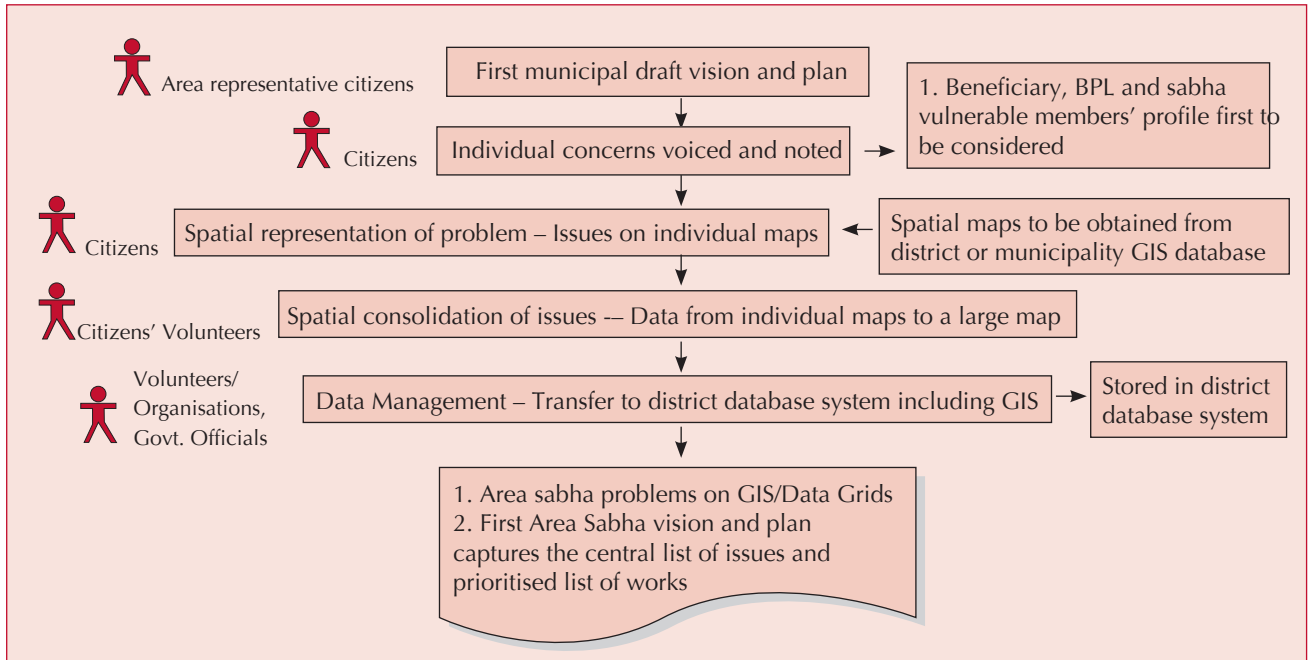 Area representative citizens
First municipal draft vision and plan
1. Beneficiary, BPL and sabha
vulnerable members' profile first to
be considered
Citizens
Individual concerns voiced and noted
Citizens
Spatial representation of problem – Issues on individual maps
Spatial maps to be obtained from
district or municipality GIS database
Citizens' Volunteers
Spatial consolidation of issues -– Data from individual maps to a large map
Volunteers/
Organisations,
Govt. Officials
Data Management – Transfer to district database system including GIS
Stored in district
database system
1. Area sabha problems on GIS/Data Grids
2. First Area Sabha vision and plan
captures the central list of issues and
prioritised list of works